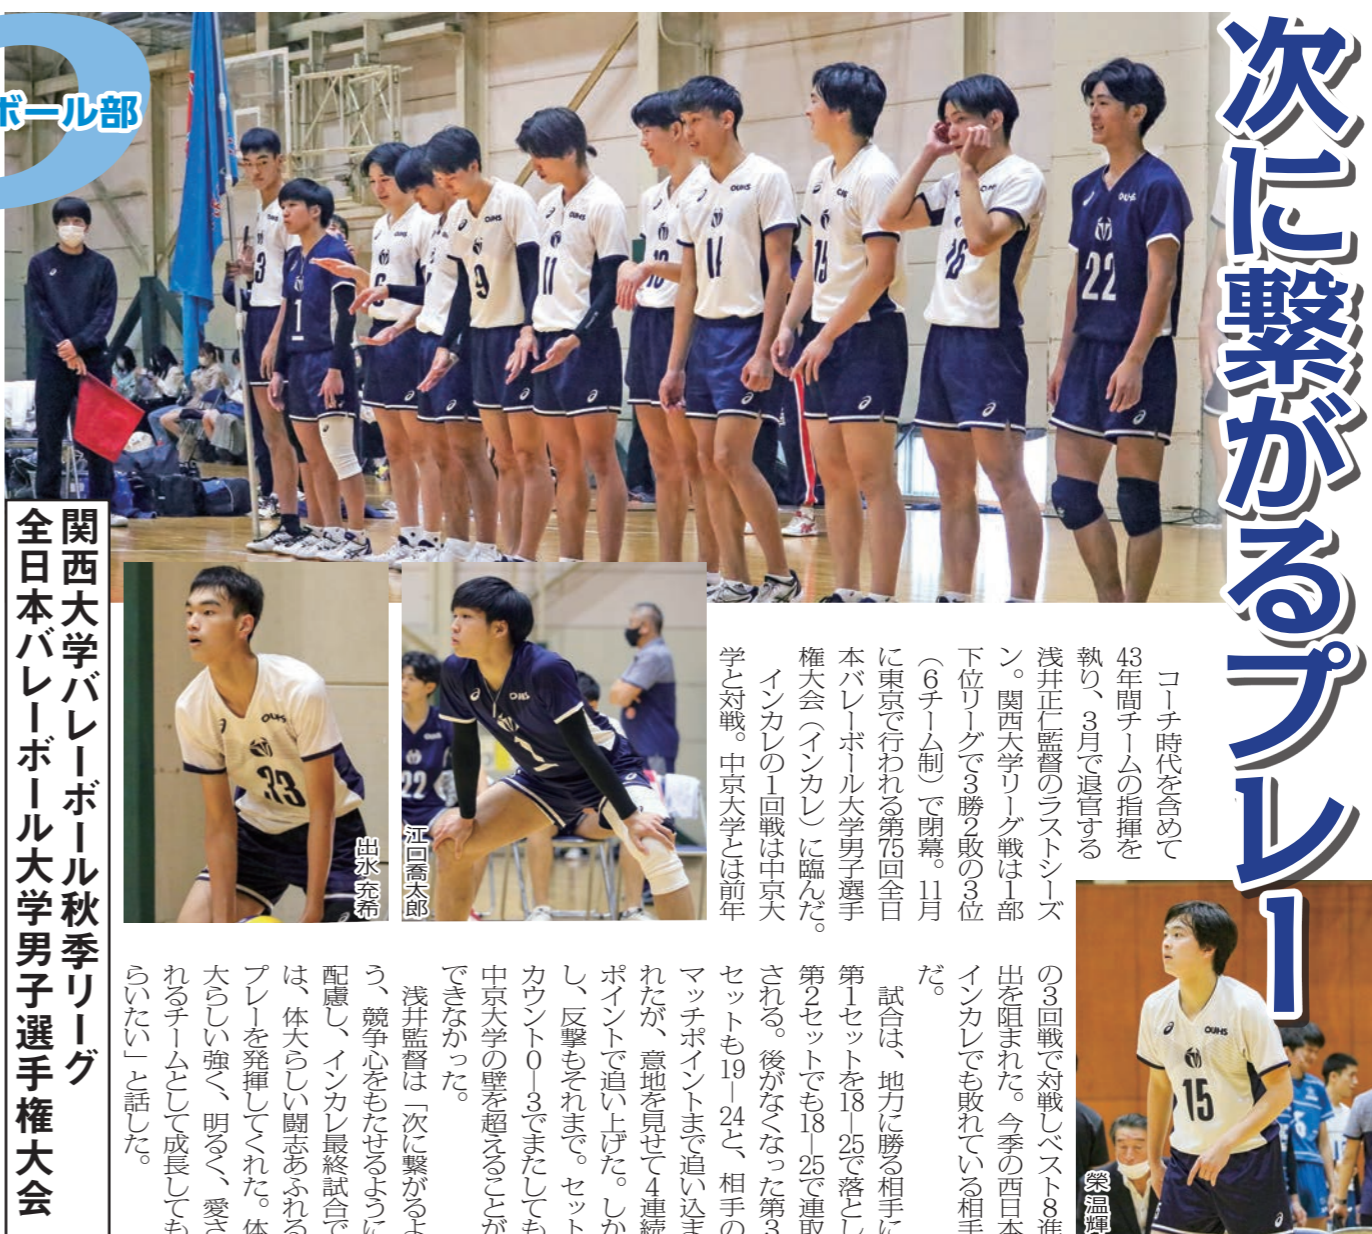 次に繋がるプレー
ボール部
関西大学バレーボール秋季リーグ
全日本バレーボール大学男子選手権大会
コーチ時代を含めて
43年間チームの指揮を
執り、3月で退官する
浅井正仁監督のラストシーズ
ン。関西大学リーグ戦は1部
下位リーグで3勝2敗の3位
（6チーム制）で閉幕。11月
に東京で行われる第75回全日
本バレーボール大学男子選手
権大会（インカレ）に臨んだ。
インカレの1回戦は中京大
学と対戦。中京大学とは前年
の3回戦で対戦しベスト8進
出を阻まれた。今季の西日本
インカレでも敗れている相手
だ。
試合は、地力に勝る相手に
第1セットを18―25で落とし
第2セットでも18―25で連取
される。後がなくなった第3
セットも19―24と、相手の
マッチポイントまで追い込ま
れたが、意地を見せて4連続
ポイントで追い上げた。しか
し、反撃もそれまで。セット
カウント0―3でまたしても
中京大学の壁を超えることが
できなかった。
浅井監督は「次に繋がるよ
う、競争心をもたせるように
配慮し、インカレ最終試合で
は、体大らしい闘志あふれる
プレーを発揮してくれた。体
大らしい強く、明るく、愛さ
れるチームとして成長しても
らいたい」と話した。
出水 充希
江口喬太郎
榮 温輝
OUHS
3
1
9
11
14
15
16
22
OUHS
33
OUHS
1
22
OUHS
15